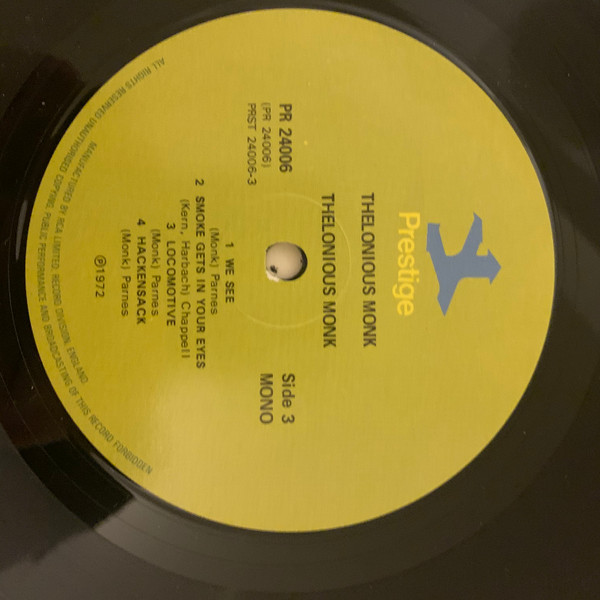 Prestige
THELONIOUS MONK
THELONIOUS MONK
PR 24006
(PR 24006)
PRST 24006-3
Side 3
MONO
1 WE SEE
(Monk) Parnes
2 SMOKE GETS IN YOUR EYES
(Kern, Harbach) Chappell
3 LOCOMOTIVE
(Monk) Parnes
4 HACKENSACK
(Monk) Parnes
℗1972
MANUFACTURED BY RCA LIMITED, RECORD DIVISION, ENGLAND
ALL RIGHTS RESERVED UNAUTHORISED COPYING, PUBLIC PERFORMANCE AND BROADCASTING OF THIS RECORD FORBIDDEN